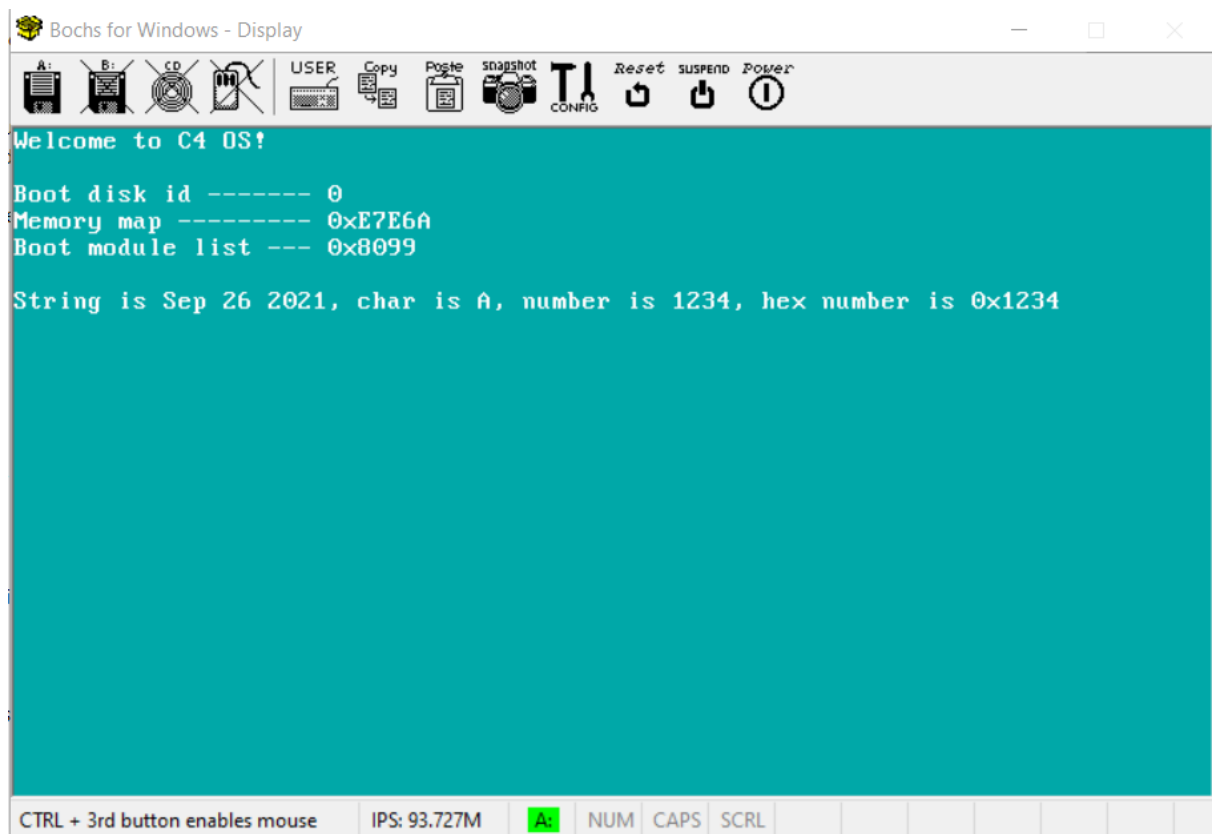 Bochs for Windows - Display
A: B: CD USER Copy Poste snapshot CONFIG Reset SUSPEND Power
Welcome to C4 OS!
Boot disk id ------- 0
Memory map --------- 0xE7E6A
Boot module list --- 0x8099
String is Sep 26 2021, char is A, number is 1234, hex number is 0x1234
CTRL + 3rd button enables mouse IPS: 93.727M A: NUM CAPS SCRL